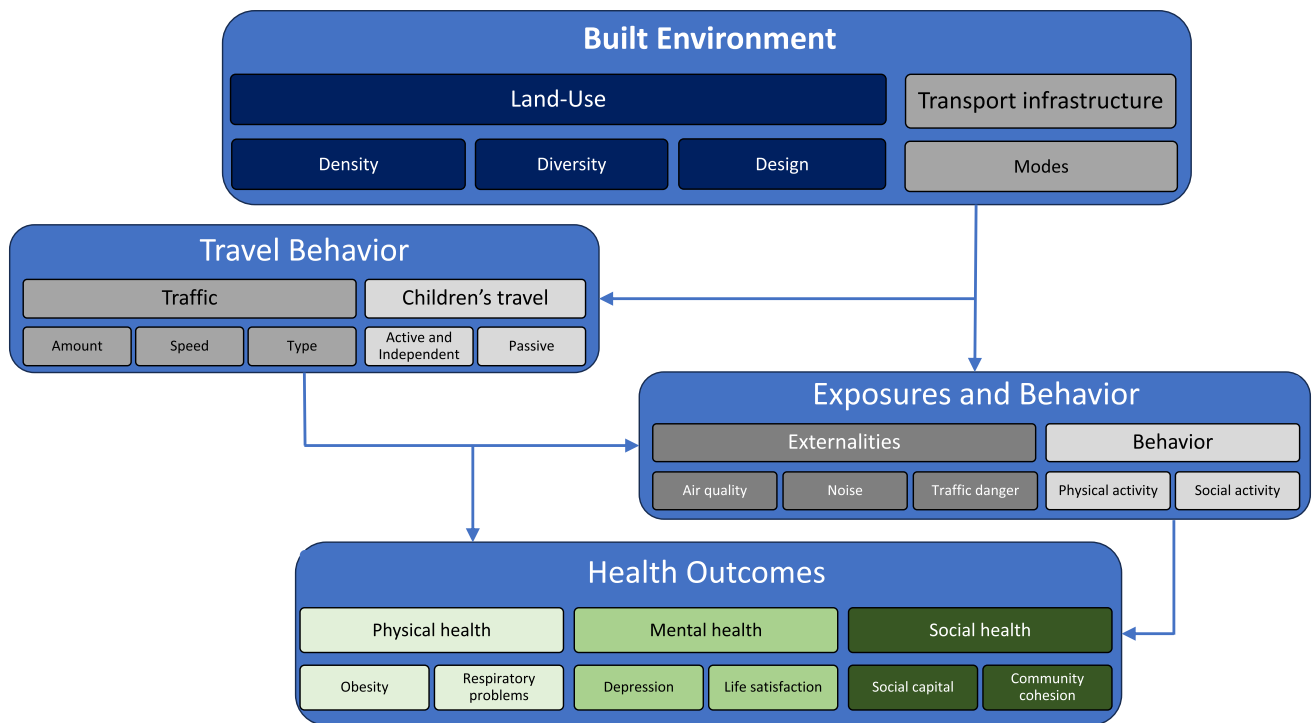 Built Environment
Land-Use
Transport infrastructure
Density
Diversity
Design
Modes
Travel Behavior
Traffic
Children's travel
Amount
Speed
Type
Active and
Independent
Passive
Exposures and Behavior
Externalities
Behavior
Air quality
Noise
Traffic danger
Physical activity
Social activity
Health Outcomes
Physical health
Mental health
Social health
Obesity
Respiratory
problems
Depression
Life satisfaction
Social capital
Community
cohesion